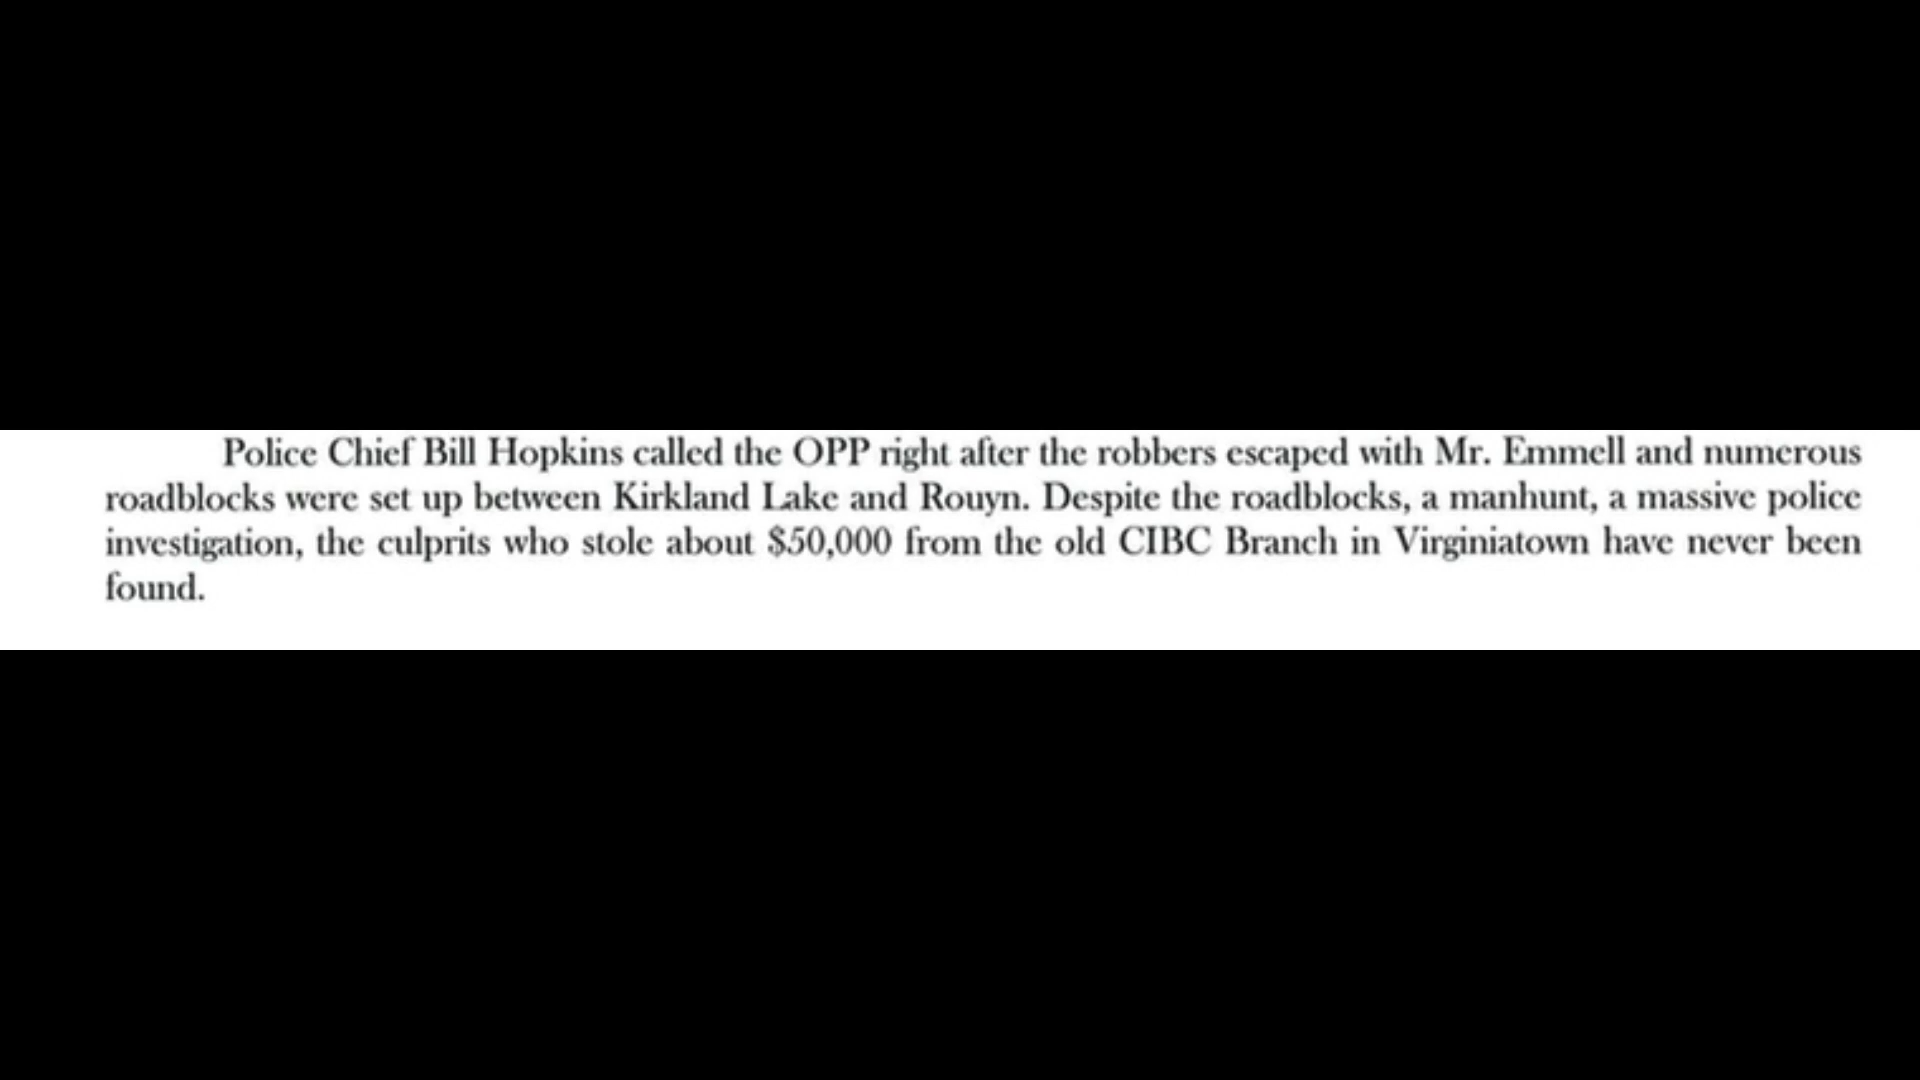 Police Chief Bill Hopkins called the OPP right after the robbers escaped with Mr. Emmell and numerous
roadblocks were set up between Kirkland Lake and Rouyn. Despite the roadblocks, a manhunt, a massive police
investigation, the culprits who stole about $50,000 from the old CIBC Branch in Virginiatown have never been
found.